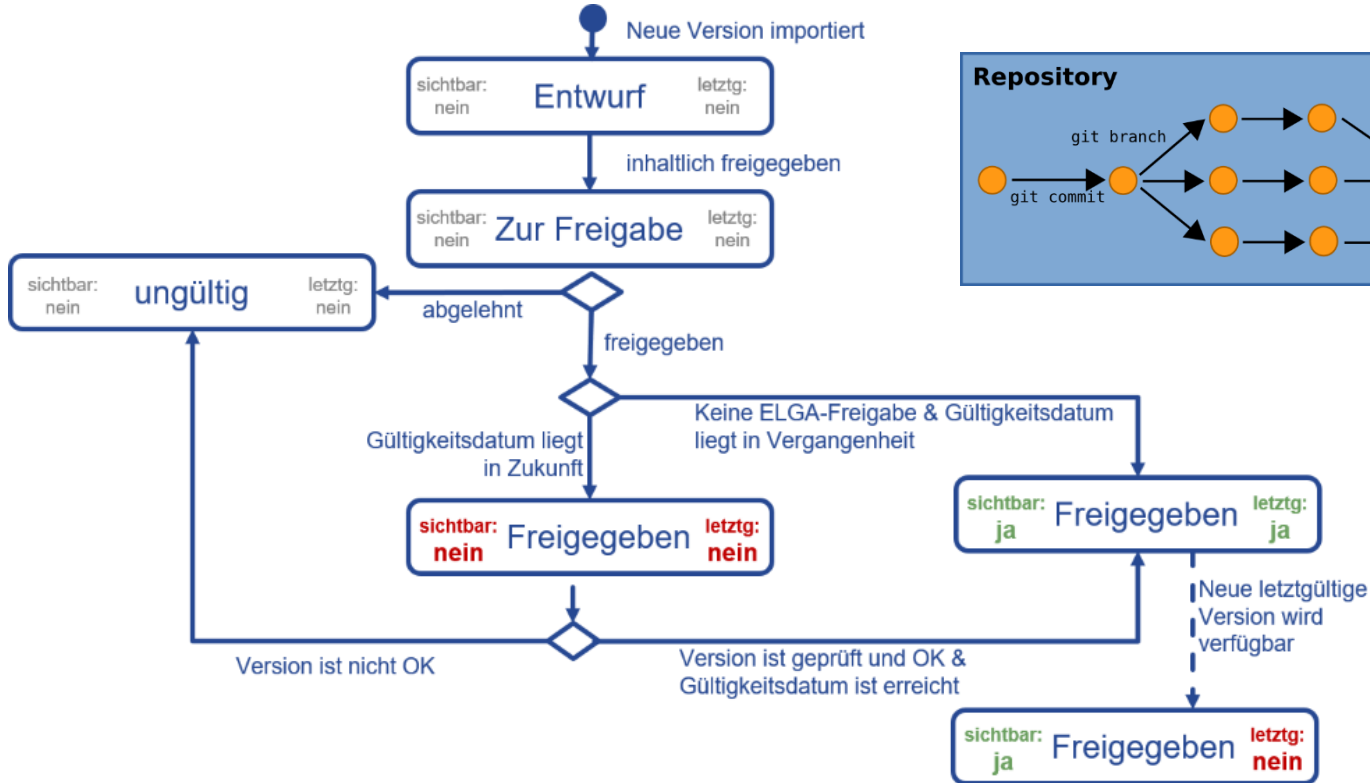 Neue Version importiert
sichtbar:
nein
Entwurf
letztg:
nein
inhaltlich freigegeben
sichtbar:
nein
Zur Freigabe
letztg:
nein
sichtbar:
nein
ungültig
letztg:
nein
abgelehnt
freigegeben
Keine ELGA-Freigabe & Gültigkeitsdatum
liegt in Vergangenheit
Gültigkeitsdatum liegt
in Zukunft
sichtbar:
nein
Freigegeben
letztg:
nein
sichtbar:
ja
Freigegeben
letztg:
ja
Neue letztgültige
Version wird
verfügbar
Version ist nicht OK
Version ist geprüft und OK &
Gültigkeitsdatum ist erreicht
sichtbar:
ja
Freigegeben
letztg:
nein
Repository
git branch
git commit